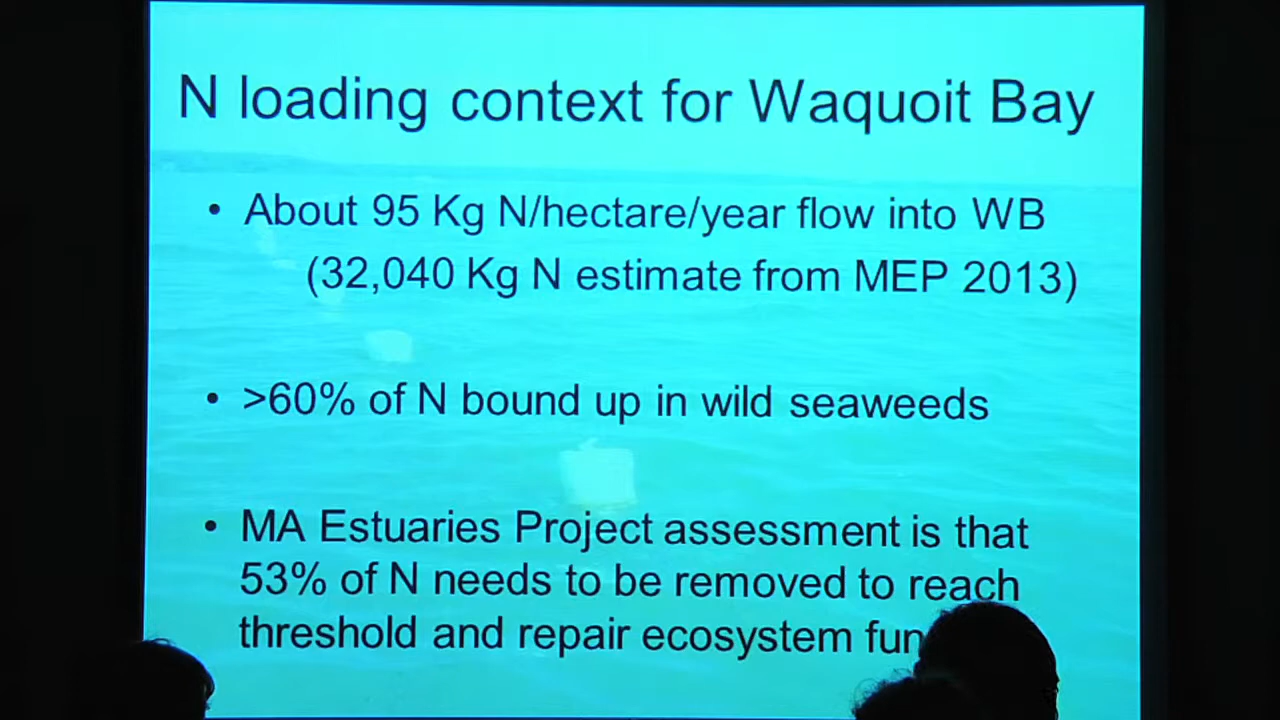 N loading context for Waquoit Bay
• About 95 Kg N/hectare/year flow into WB
(32,040 Kg N estimate from MEP 2013)
• >60% of N bound up in wild seaweeds
• MA Estuaries Project assessment is that
53% of N needs to be removed to reach
threshold and repair ecosystem